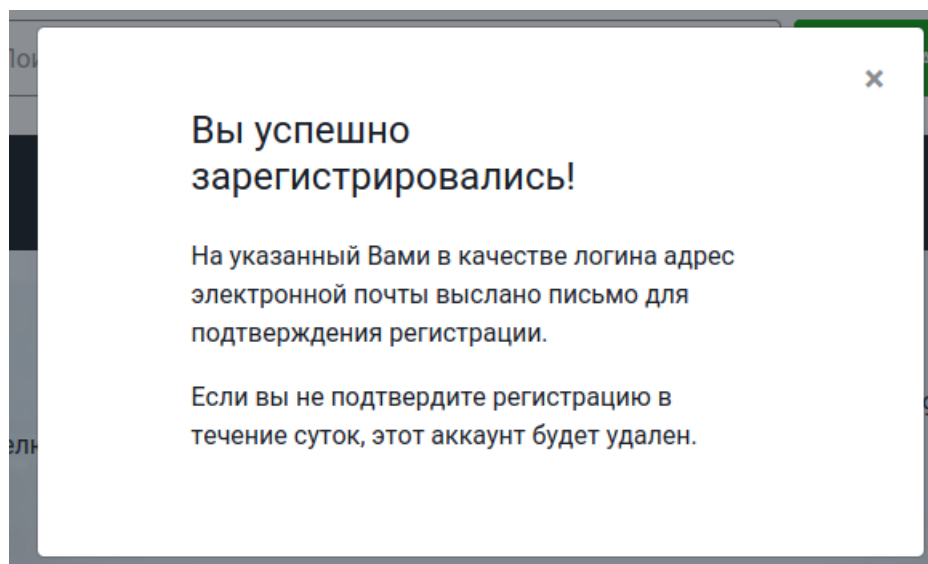 ×
Вы успешно
зарегистрировались!
На указанный Вами в качестве логина адрес
электронной почты выслано письмо для
подтверждения регистрации.
Если вы не подтвердите регистрацию в
течение суток, этот аккаунт будет удален.